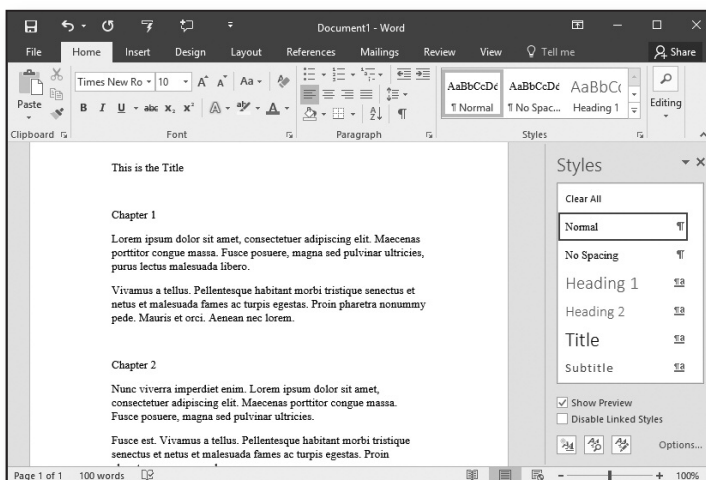 Document1 - Word
File Home Insert Design Layout References Mailings Review View Tell me Share
Paste
Times New Ro 10 A A Aa
B I U abc X₂ X² A aby A
Clipboard Font Paragraph Styles
AaBbCcDd AaBbCcDd AaBbCc
¶ Normal ¶ No Spac... Heading 1
Editing
This is the Title
Chapter 1
Lorem ipsum dolor sit amet, consectetuer adipiscing elit. Maecenas
porttitor congue massa. Fusce posuere, magna sed pulvinar ultricies,
purus lectus malesuada libero.
Vivamus a tellus. Pellentesque habitant morbi tristique senectus et
netus et malesuada fames ac turpis egestas. Proin pharetra nonummy
pede. Mauris et orci. Aenean nec lorem.
Chapter 2
Nunc viverra imperdiet enim. Lorem ipsum dolor sit amet,
consectetuer adipiscing elit. Maecenas porttitor congue massa.
Fusce posuere, magna sed pulvinar ultricies.
Fusce est. Vivamus a tellus. Pellentesque habitant morbi tristique
senectus et netus et malesuada fames ac turpis egestas. Proin
Styles
Clear All
Normal ¶
No Spacing ¶
Heading 1 ¶a
Heading 2 ¶a
Title ¶a
Subtitle ¶a
Show Preview
Disable Linked Styles
Options...
Page 1 of 1 100 words
- + 100%